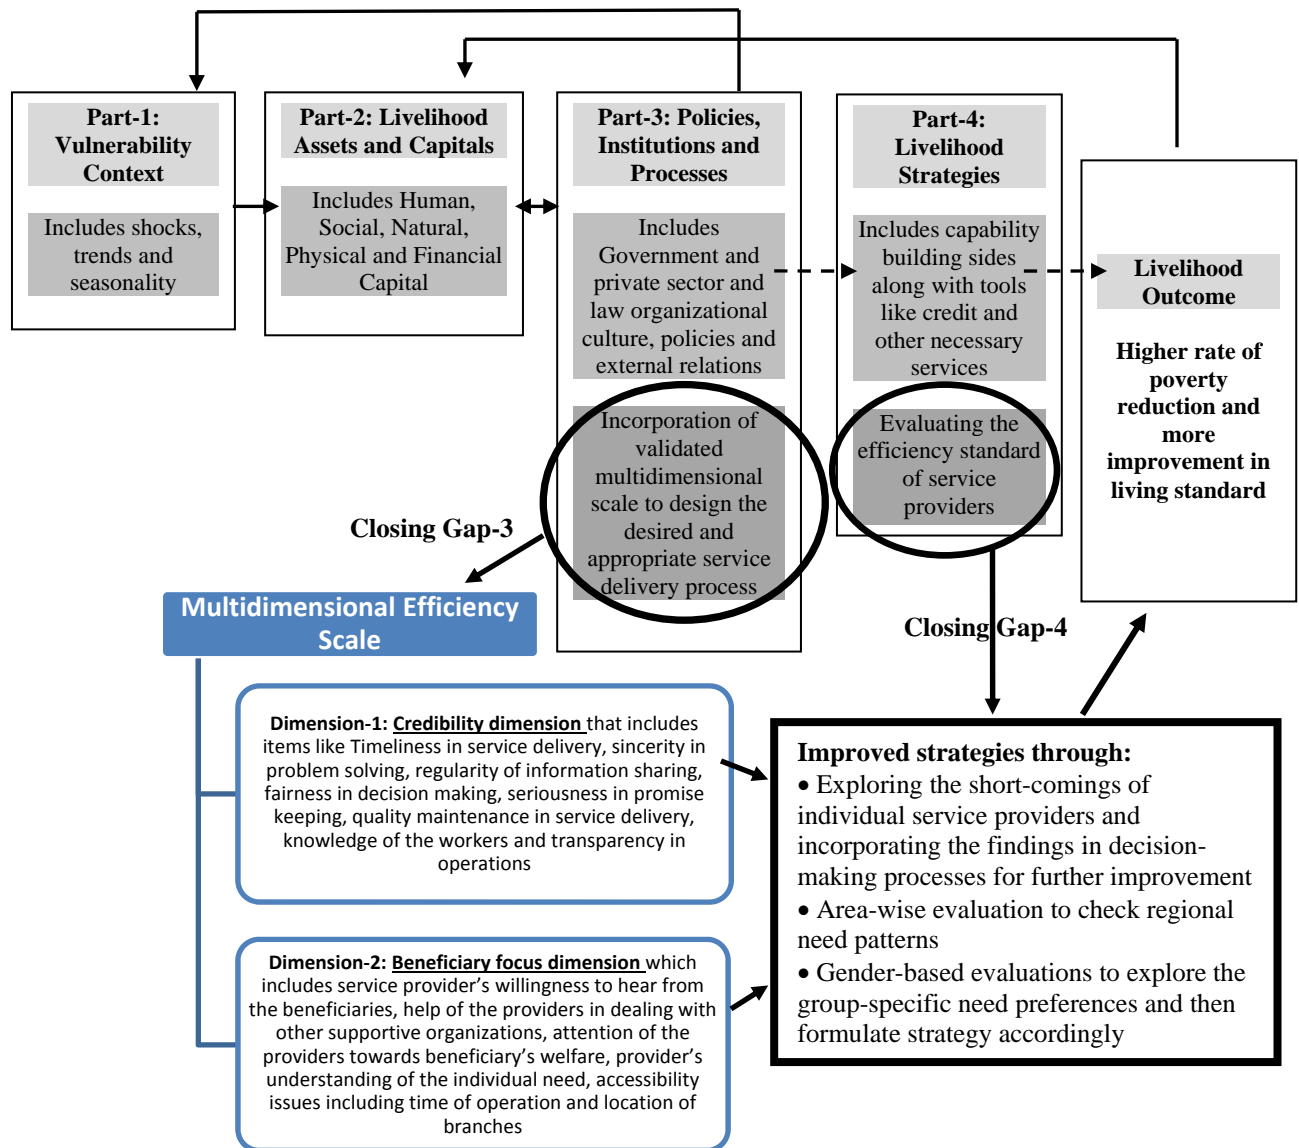 Part-1:
Vulnerability
Context
Includes shocks,
trends and
seasonality
Part-2: Livelihood
Assets and Capitals
Includes Human,
Social, Natural,
Physical and Financial
Capital
Part-3: Policies,
Institutions and
Processes
Includes
Government and
private sector and
law organizational
culture, policies and
external relations
Incorporation of
validated
multidimensional
scale to design the
desired and
appropriate service
delivery process
Part-4:
Livelihood
Strategies
Includes capability
building sides
along with tools
like credit and
other necessary
services
Evaluating the
efficiency standard
of service
providers
Livelihood
Outcome
Higher rate of
poverty
reduction and
more
improvement in
living standard
Closing Gap-3
Closing Gap-4
Multidimensional Efficiency
Scale
Dimension-1: Credibility dimension that includes
items like Timeliness in service delivery, sincerity in
problem solving, regularity of information sharing,
fairness in decision making, seriousness in promise
keeping, quality maintenance in service delivery,
knowledge of the workers and transparency in
operations
Dimension-2: Beneficiary focus dimension which
includes service provider’s willingness to hear from
the beneficiaries, help of the providers in dealing with
other supportive organizations, attention of the
providers towards beneficiary’s welfare, provider’s
understanding of the individual need, accessibility
issues including time of operation and location of
branches
Improved strategies through:
• Exploring the short-comings of
individual service providers and
incorporating the findings in decision-
making processes for further improvement
• Area-wise evaluation to check regional
need patterns
• Gender-based evaluations to explore the
group-specific need preferences and then
formulate strategy accordingly